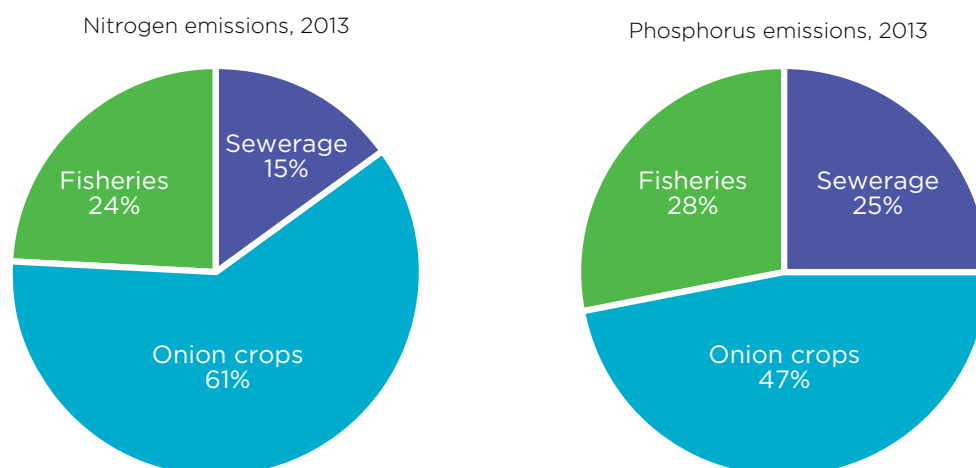 Nitrogen emissions, 2013
Sewerage
15%
Fisheries
24%
Onion crops
61%
Phosphorus emissions, 2013
Fisheries
28%
Sewerage
25%
Onion crops
47%